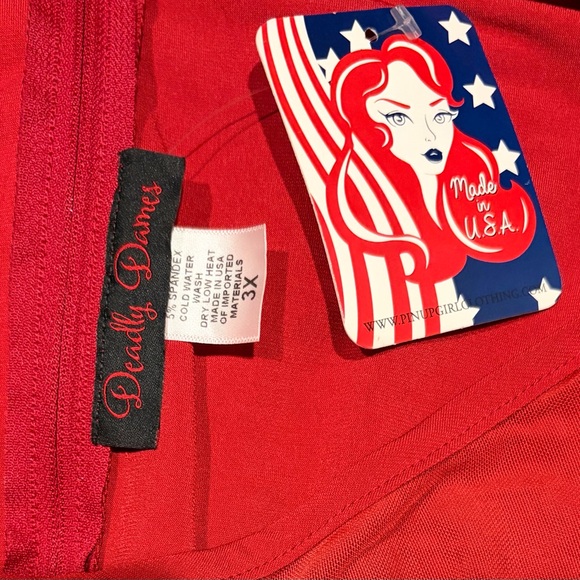 Deadly Dames
5% SPANDEX
COLD WATER
WASH
DRY LOW HEAT
MADE IN USA
OF IMPORTED
MATERIALS
3X
Made
in
U.S.A.
WWW.PINUPGIRLCLOTHING.COM